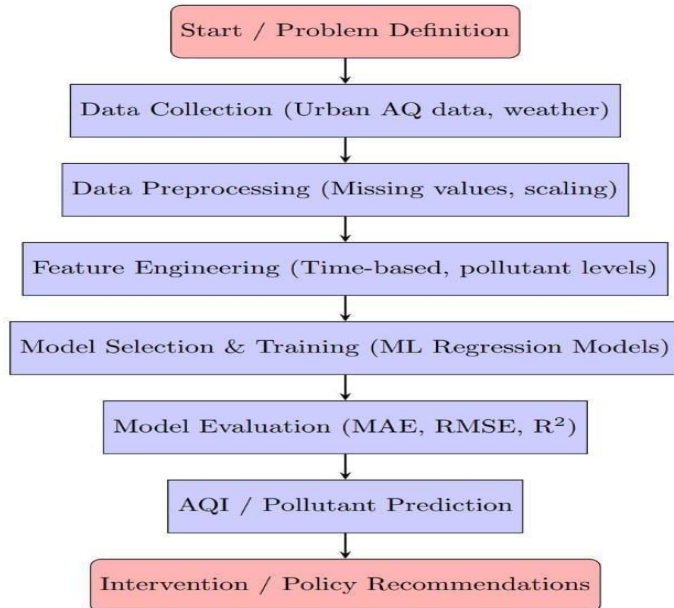 Start / Problem Definition
Data Collection (Urban AQ data, weather)
Data Preprocessing (Missing values, scaling)
Feature Engineering (Time-based, pollutant levels)
Model Selection & Training (ML Regression Models)
Model Evaluation (MAE, RMSE, R²)
AQI / Pollutant Prediction
Intervention / Policy Recommendations